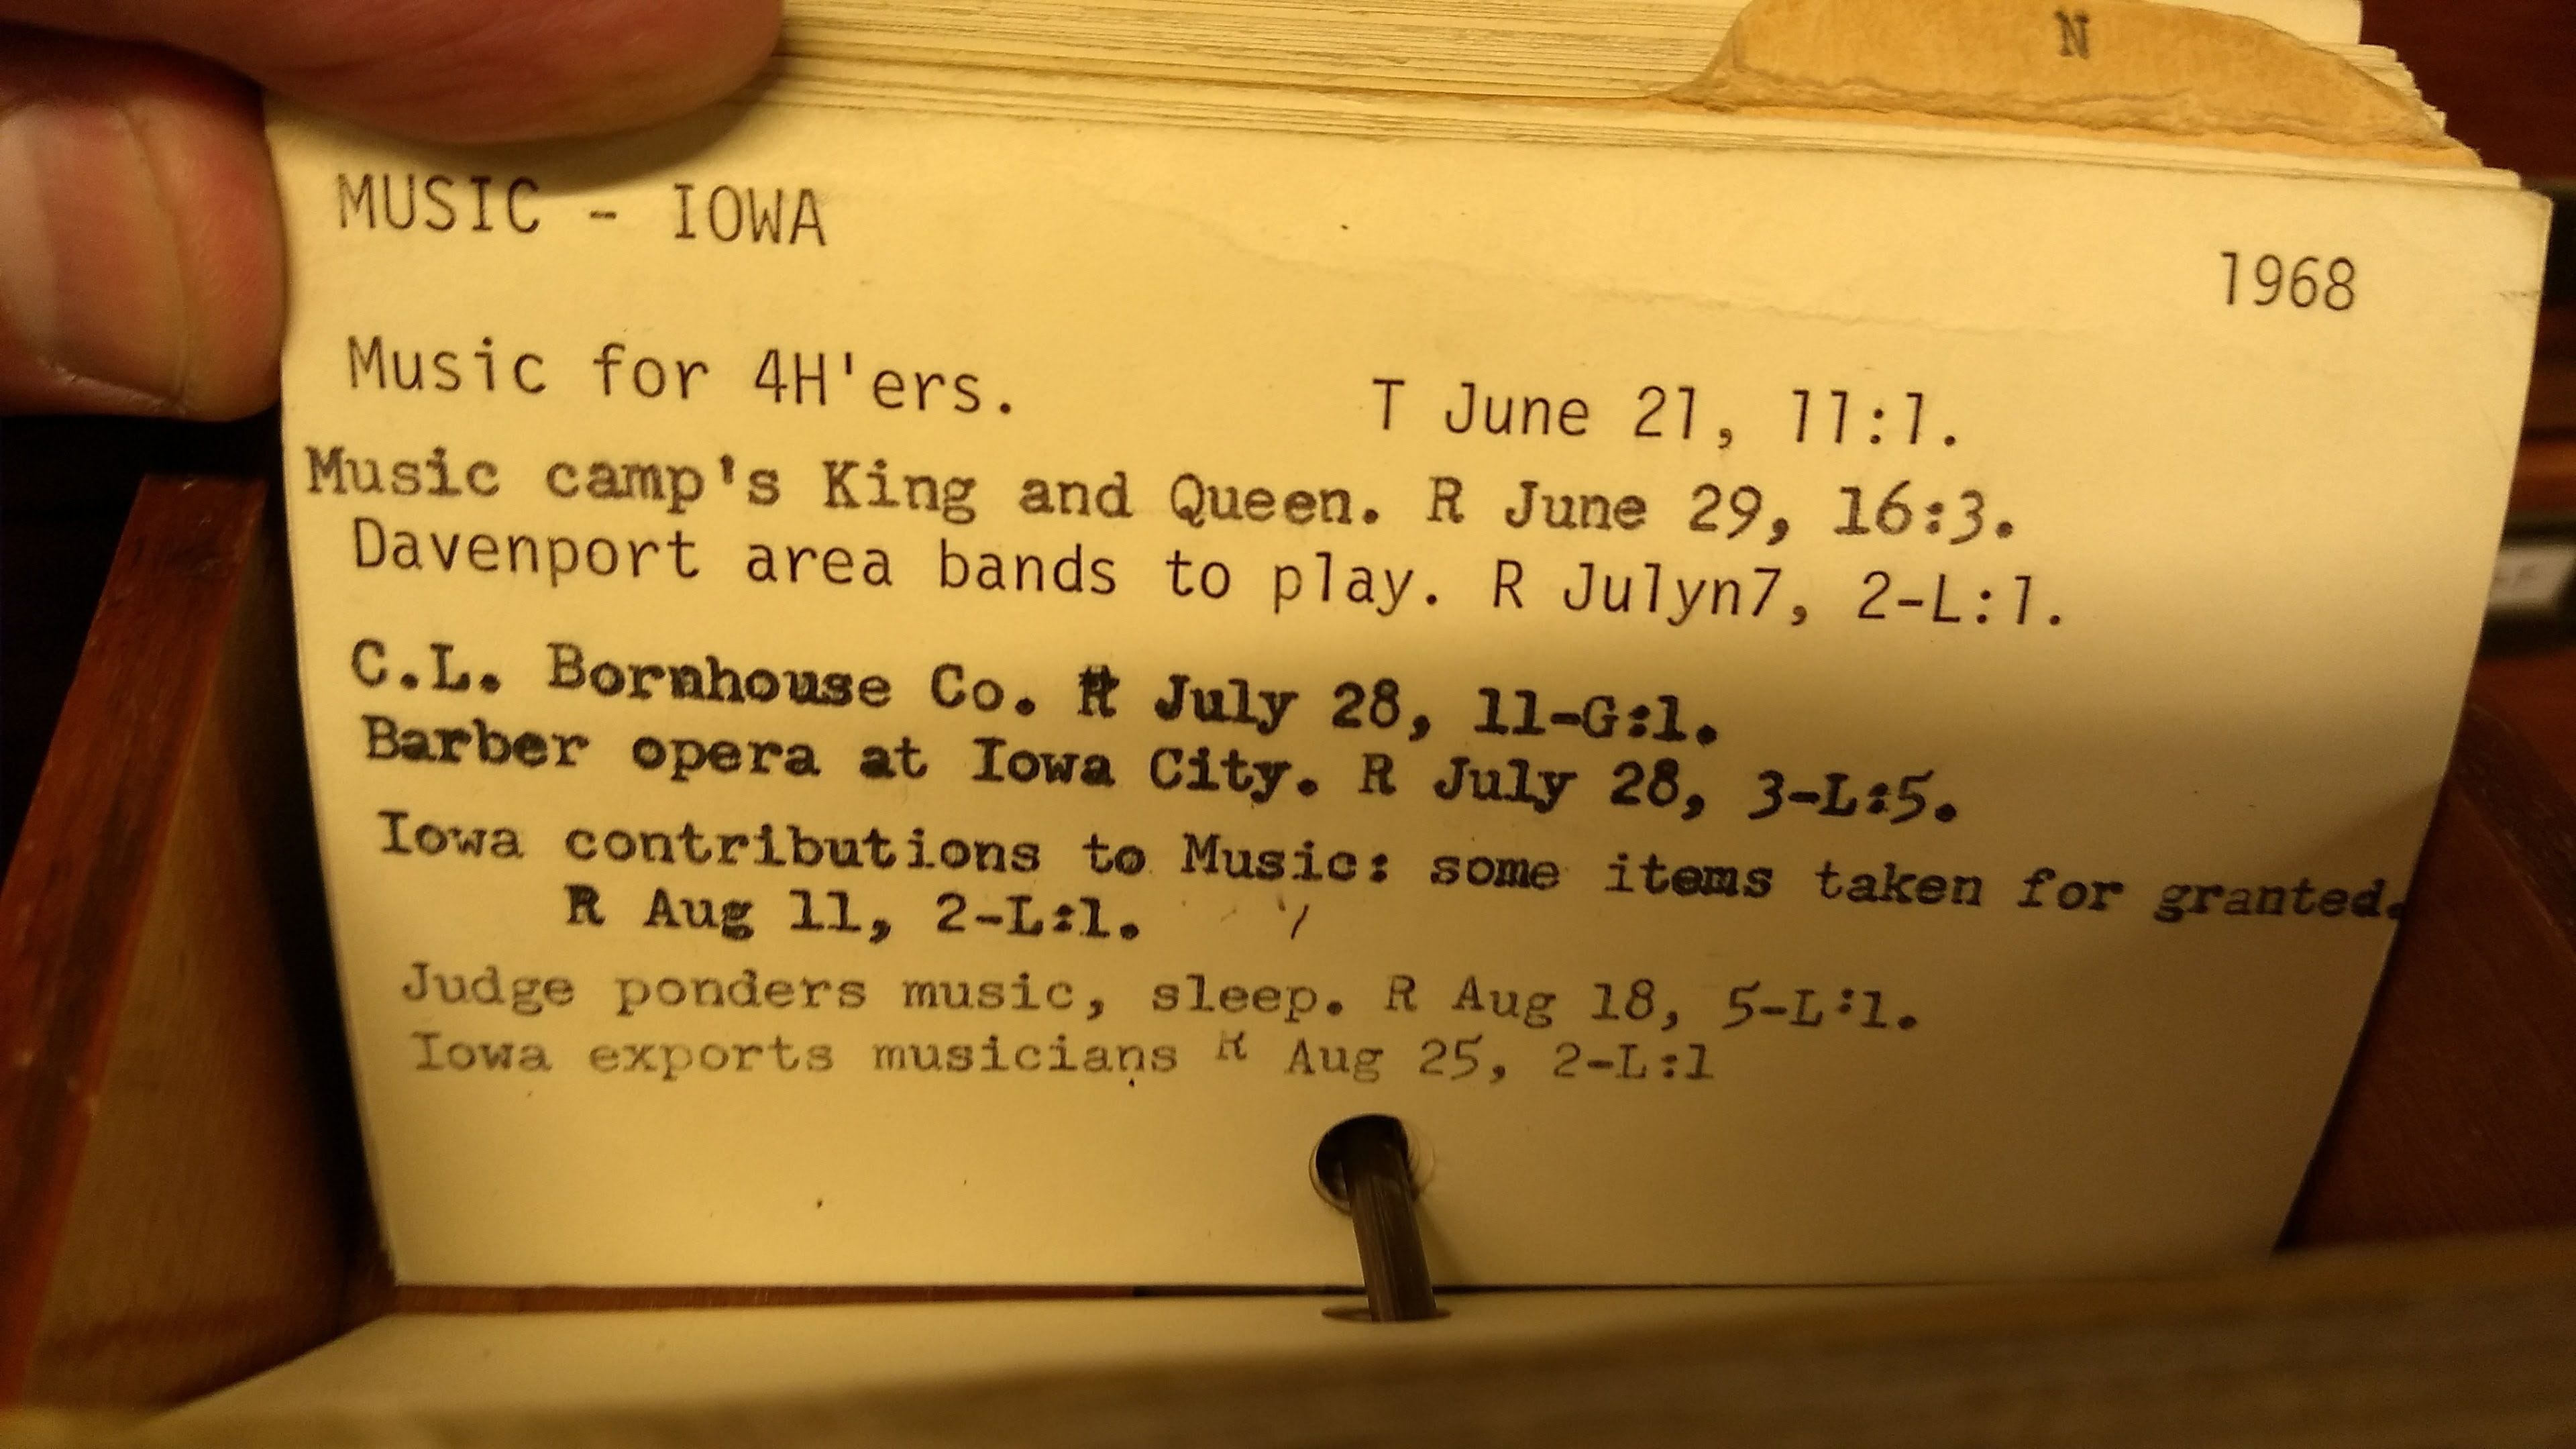 N
MUSIC - IOWA
1968
Music for 4H'ers. T June 21, 11:1.
Music camp's King and Queen. R June 29, 16:3.
Davenport area bands to play. R Julyn7, 2-L:1.
C.L. Bornhouse Co. R July 28, 11-G:1.
Barber opera at Iowa City. R July 28, 3-L:5.
Iowa contributions to Music: some items taken for granted.
R Aug 11, 2-L:1.
Judge ponders music, sleep. R Aug 18, 5-L:1.
Iowa exports musicians R Aug 25, 2-L:1